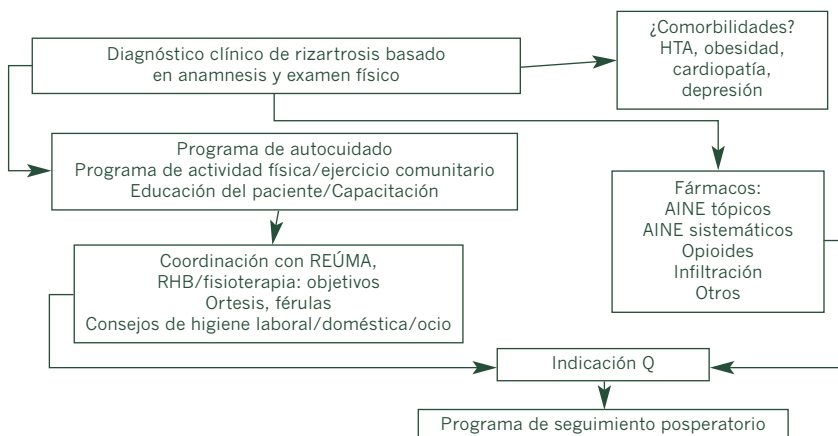 Diagnóstico clínico de rizartrosis basado
en anamnesis y examen físico
¿Comorbilidades?
HTA, obesidad,
cardiopatía,
depresión
Programa de autocuidado
Programa de actividad física/ejercicio comunitario
Educación del paciente/Capacitación
Fármacos:
AINE tópicos
AINE sistemáticos
Opioides
Infiltración
Otros
Coordinación con REÚMA,
RHB/fisioterapia: objetivos
Ortesis, férulas
Consejos de higiene laboral/doméstica/ocio
Indicación Q
Programa de seguimiento posperatorio